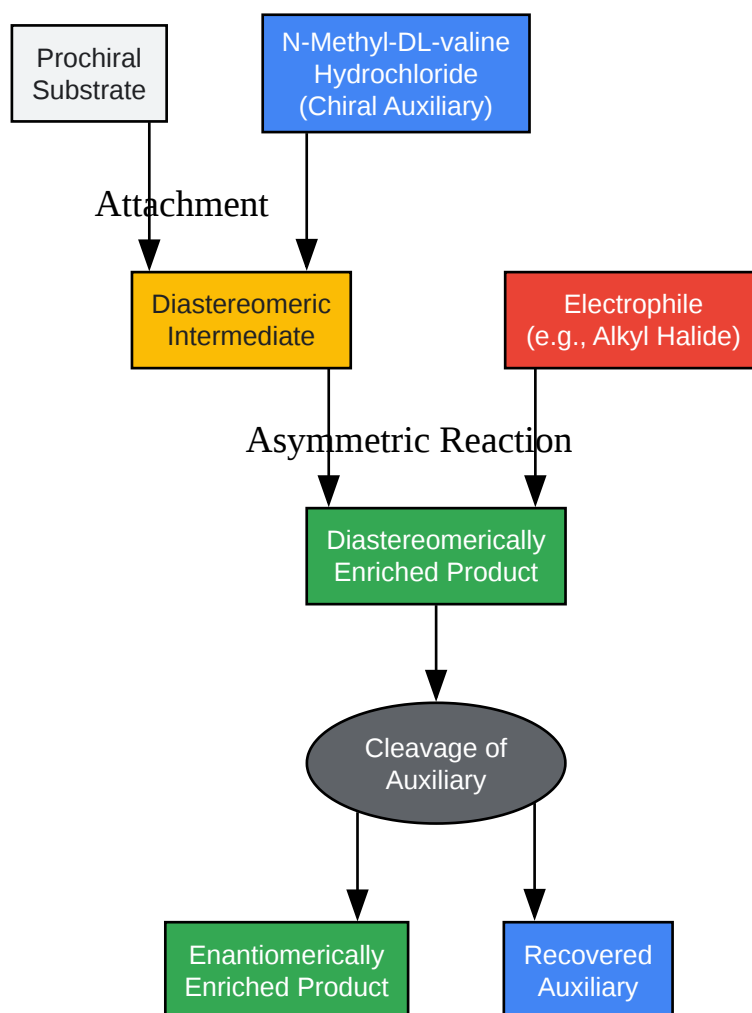 Prochiral
Substrate
N-Methyl-DL-valine
Hydrochloride
(Chiral Auxiliary)
Attachment
Diastereomeric
Intermediate
Electrophile
(e.g., Alkyl Halide)
Asymmetric Reaction
Diastereomerically
Enriched Product
Cleavage of
Auxiliary
Enantiomerically
Enriched Product
Recovered
Auxiliary